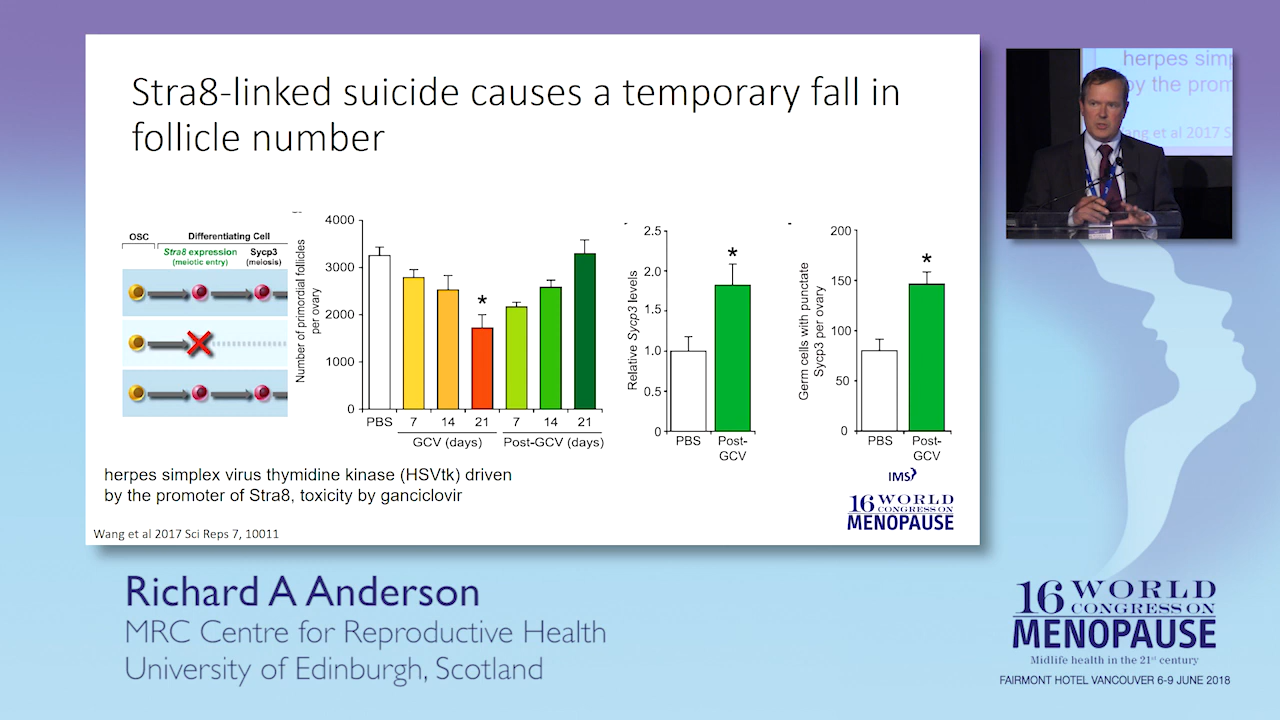 Stra8-linked suicide causes a temporary fall in
follicle number
OSC
Differentiating Cell
Stra8 expression
(meiotic entry)
Sycp3
(meiosis)
Number of primordial follicles
per ovary
4000
3000
2000
1000
0
*
PBS
7
14
21
7
14
21
GCV (days)
Post-GCV (days)
Relative Sycp3 levels
2.5
2.0
1.5
1.0
0.5
0
*
PBS
Post-
GCV
Germ cells with punctate
Sycp3 per ovary
200
150
100
50
0
*
PBS
Post-
GCV
herpes simplex virus thymidine kinase (HSVtk) driven
by the promoter of Stra8, toxicity by ganciclovir
Wang et al 2017 Sci Reps 7, 10011
IMS
16 WORLD
CONGRESS ON
MENOPAUSE
herpes simp
by the prom
ang et al 2017 S
Richard A Anderson
MRC Centre for Reproductive Health
University of Edinburgh, Scotland
16 WORLD
CONGRESS ON
MENOPAUSE
Midlife health in the 21st century
FAIRMONT HOTEL VANCOUVER 6-9 JUNE 2018